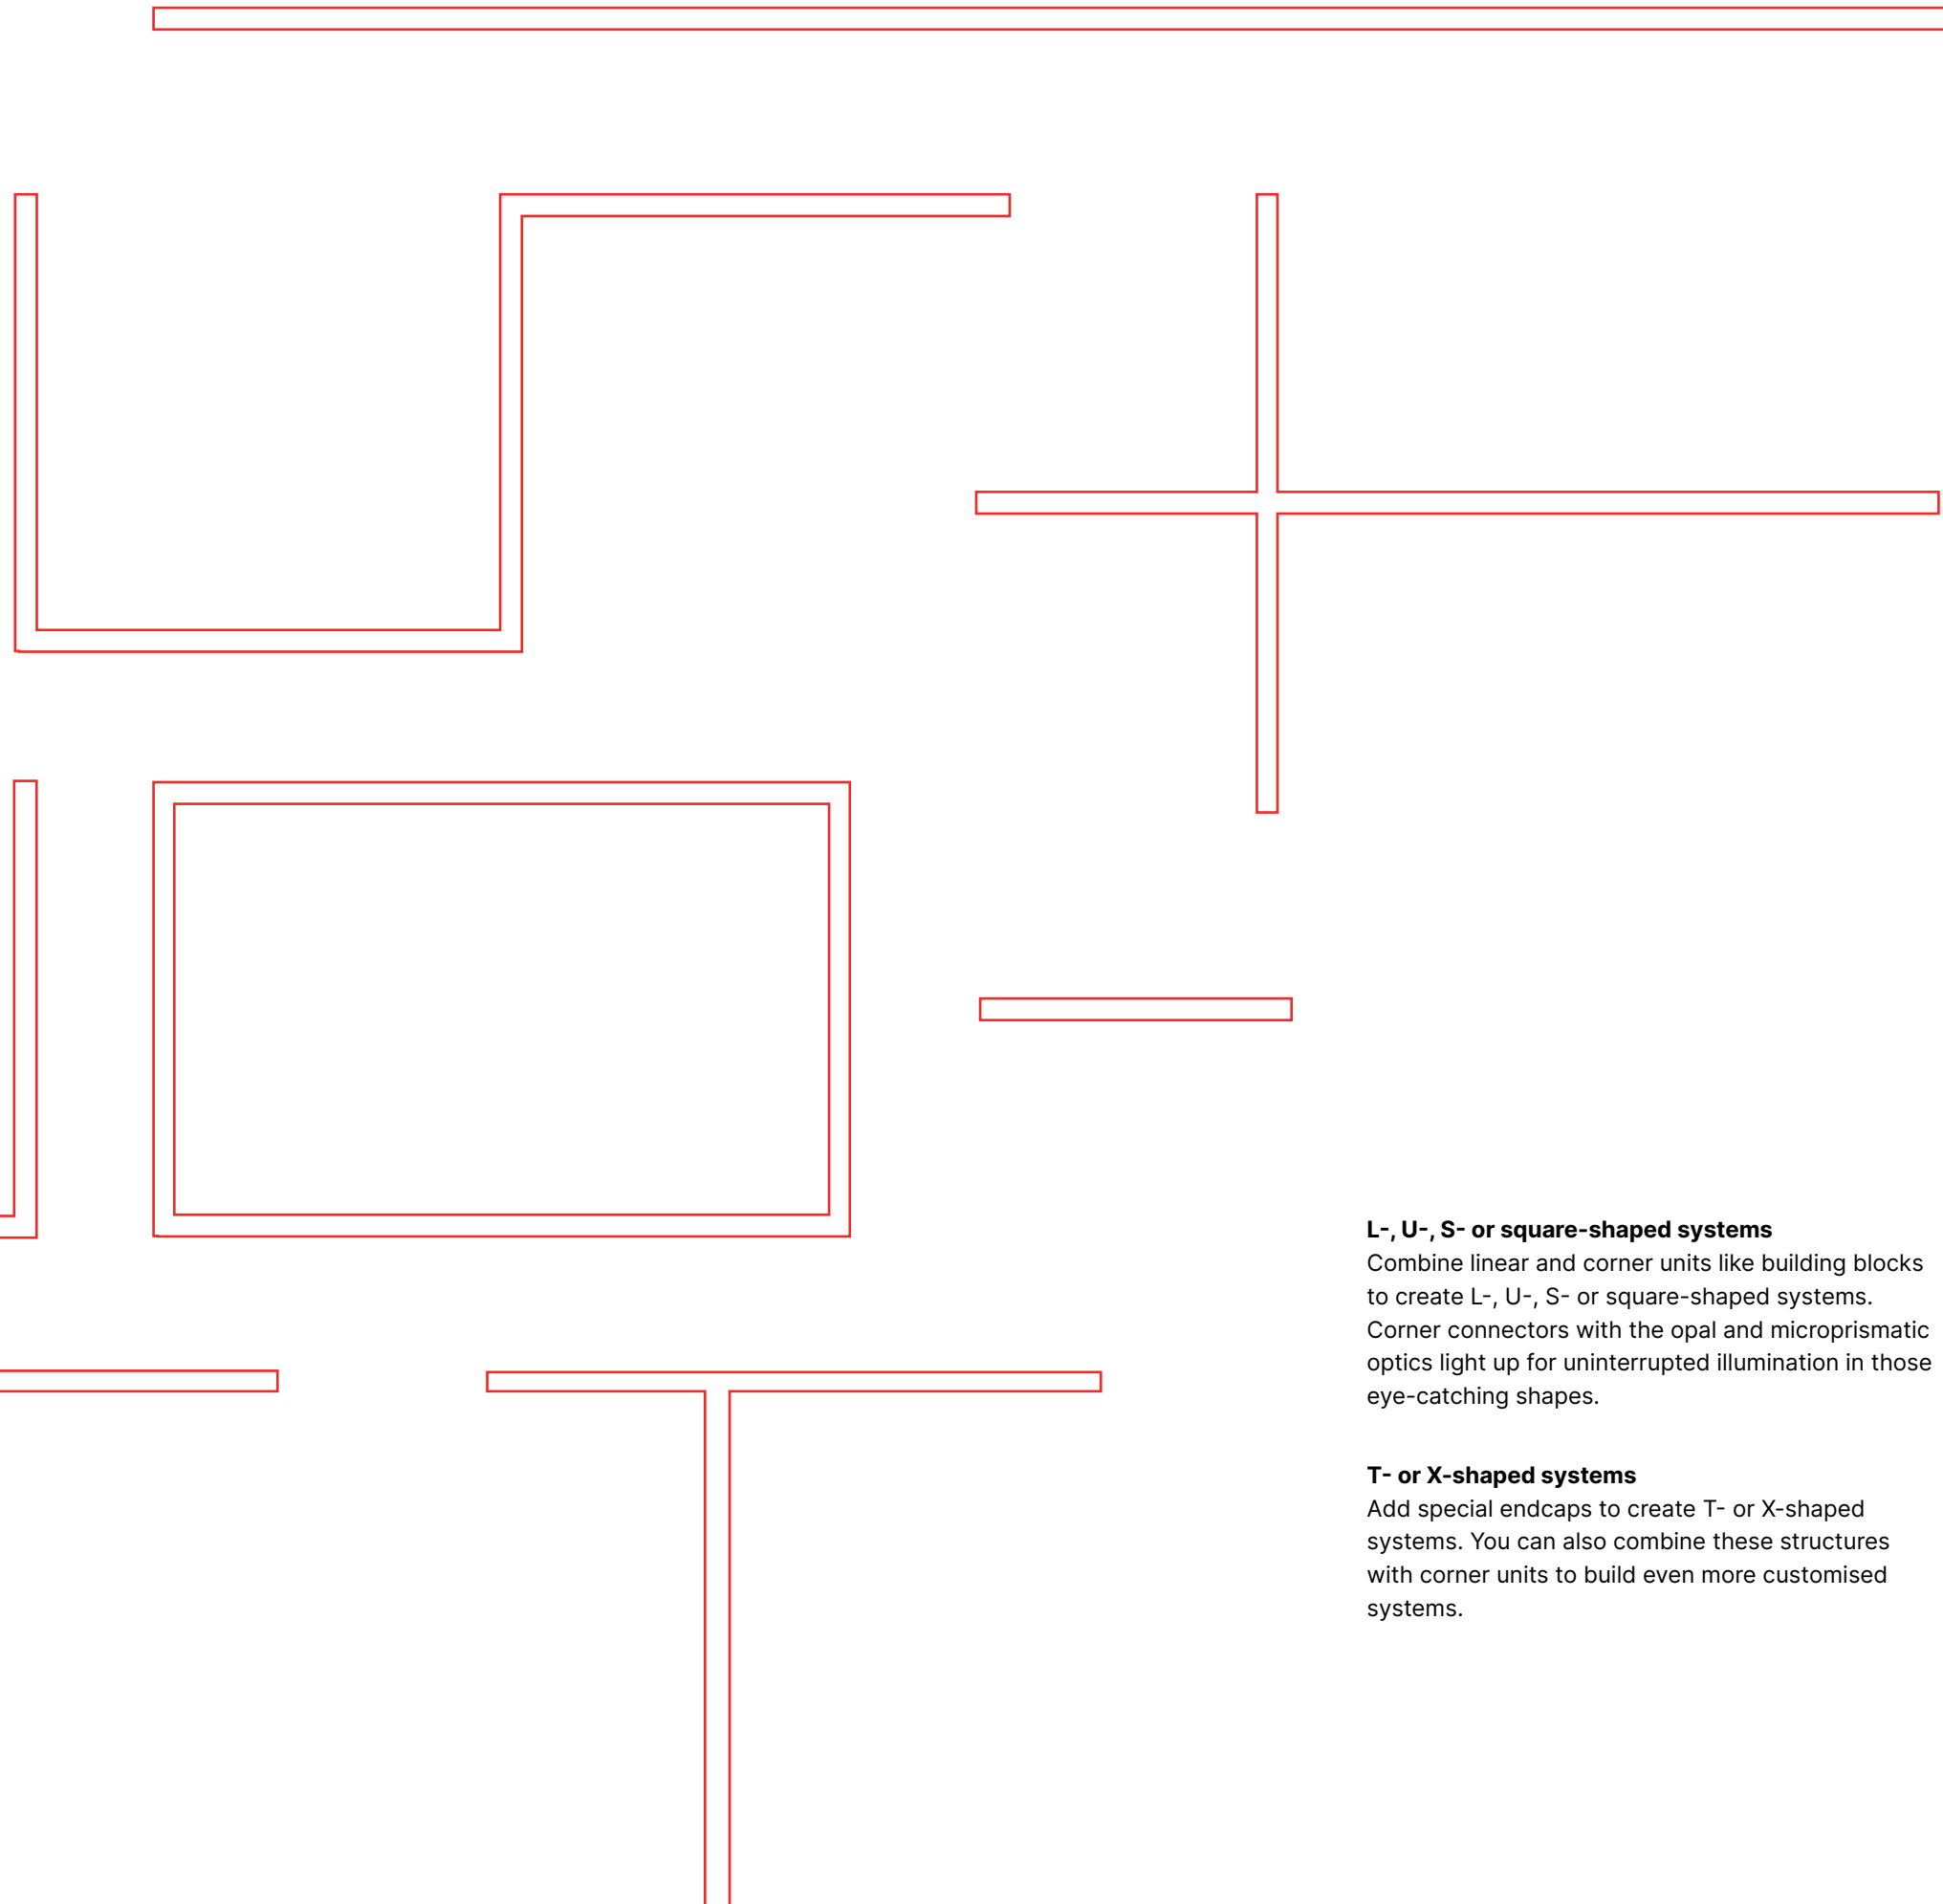 L-, U-, S- or square-shaped systems
Combine linear and corner units like building blocks
to create L-, U-, S- or square-shaped systems.
Corner connectors with the opal and microprismatic
optics light up for uninterrupted illumination in those
eye-catching shapes.
T- or X-shaped systems
Add special endcaps to create T- or X-shaped
systems. You can also combine these structures
with corner units to build even more customised
systems.